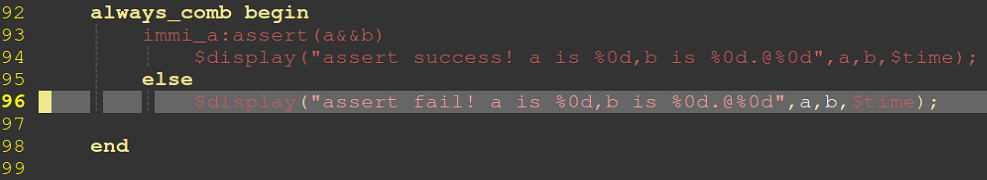 92 always_comb begin
93 immi_a:assert(a&&b)
94 $display("assert success! a is %0d,b is %0d.@%0d",a,b,$time);
95 else
96 $display("assert fail! a is %0d,b is %0d.@%0d",a,b,$time);
97
98 end
99